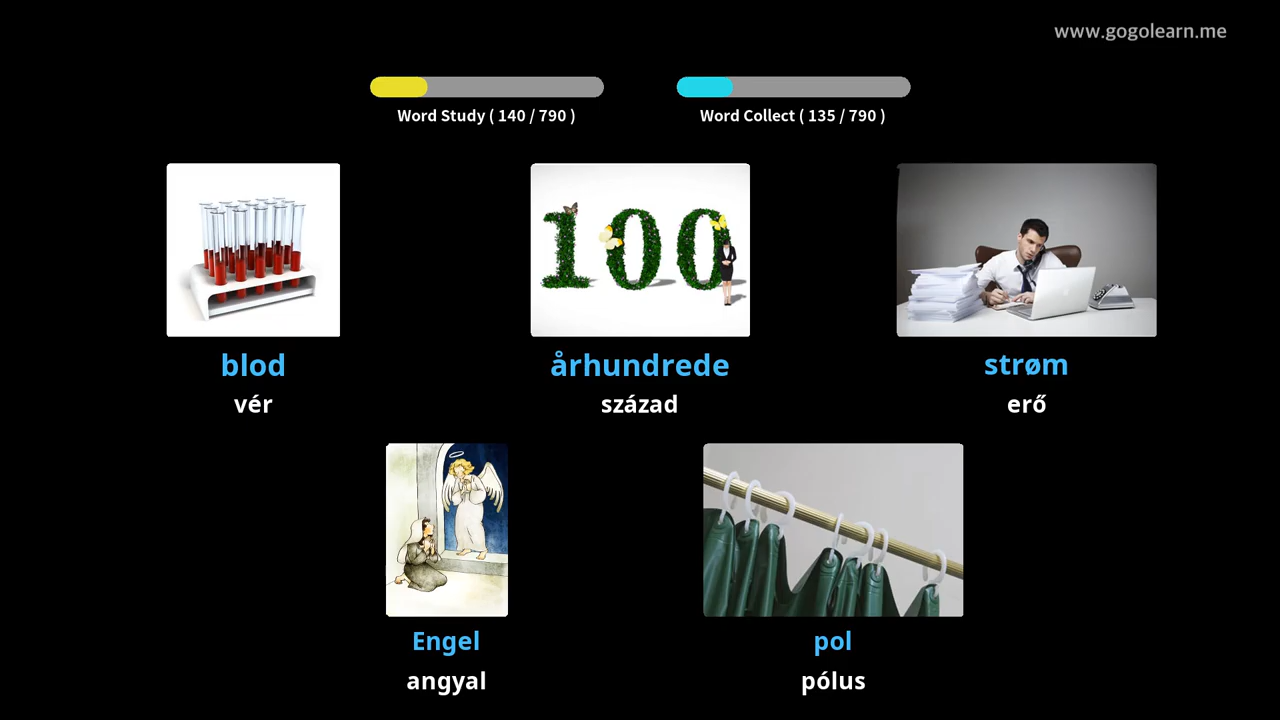 www.gogolearn.me
Word Study ( 140 / 790 )
Word Collect ( 135 / 790 )
100
blod
århundrede
strøm
vér
század
erő
Engel
pol
angyal
pólus